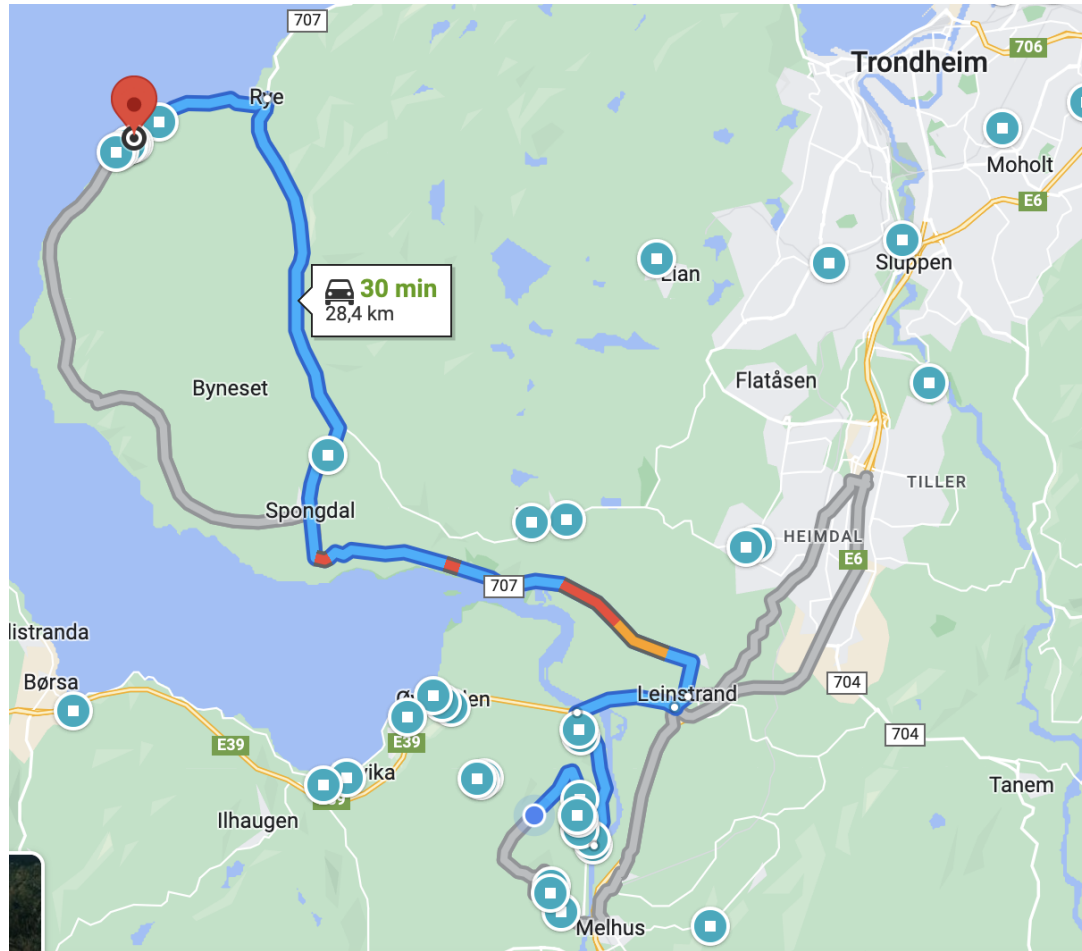 707
Trondheim
706
Rye
Moholt
E6
Sluppen
30 min
28,4 km
Byneset
Flatåsen
TILLER
Spongdal
HEIMDAL
E6
707
Børsa
Leinstrand
704
E39
E39
704
Tanem
Ilhaugen
Melhus